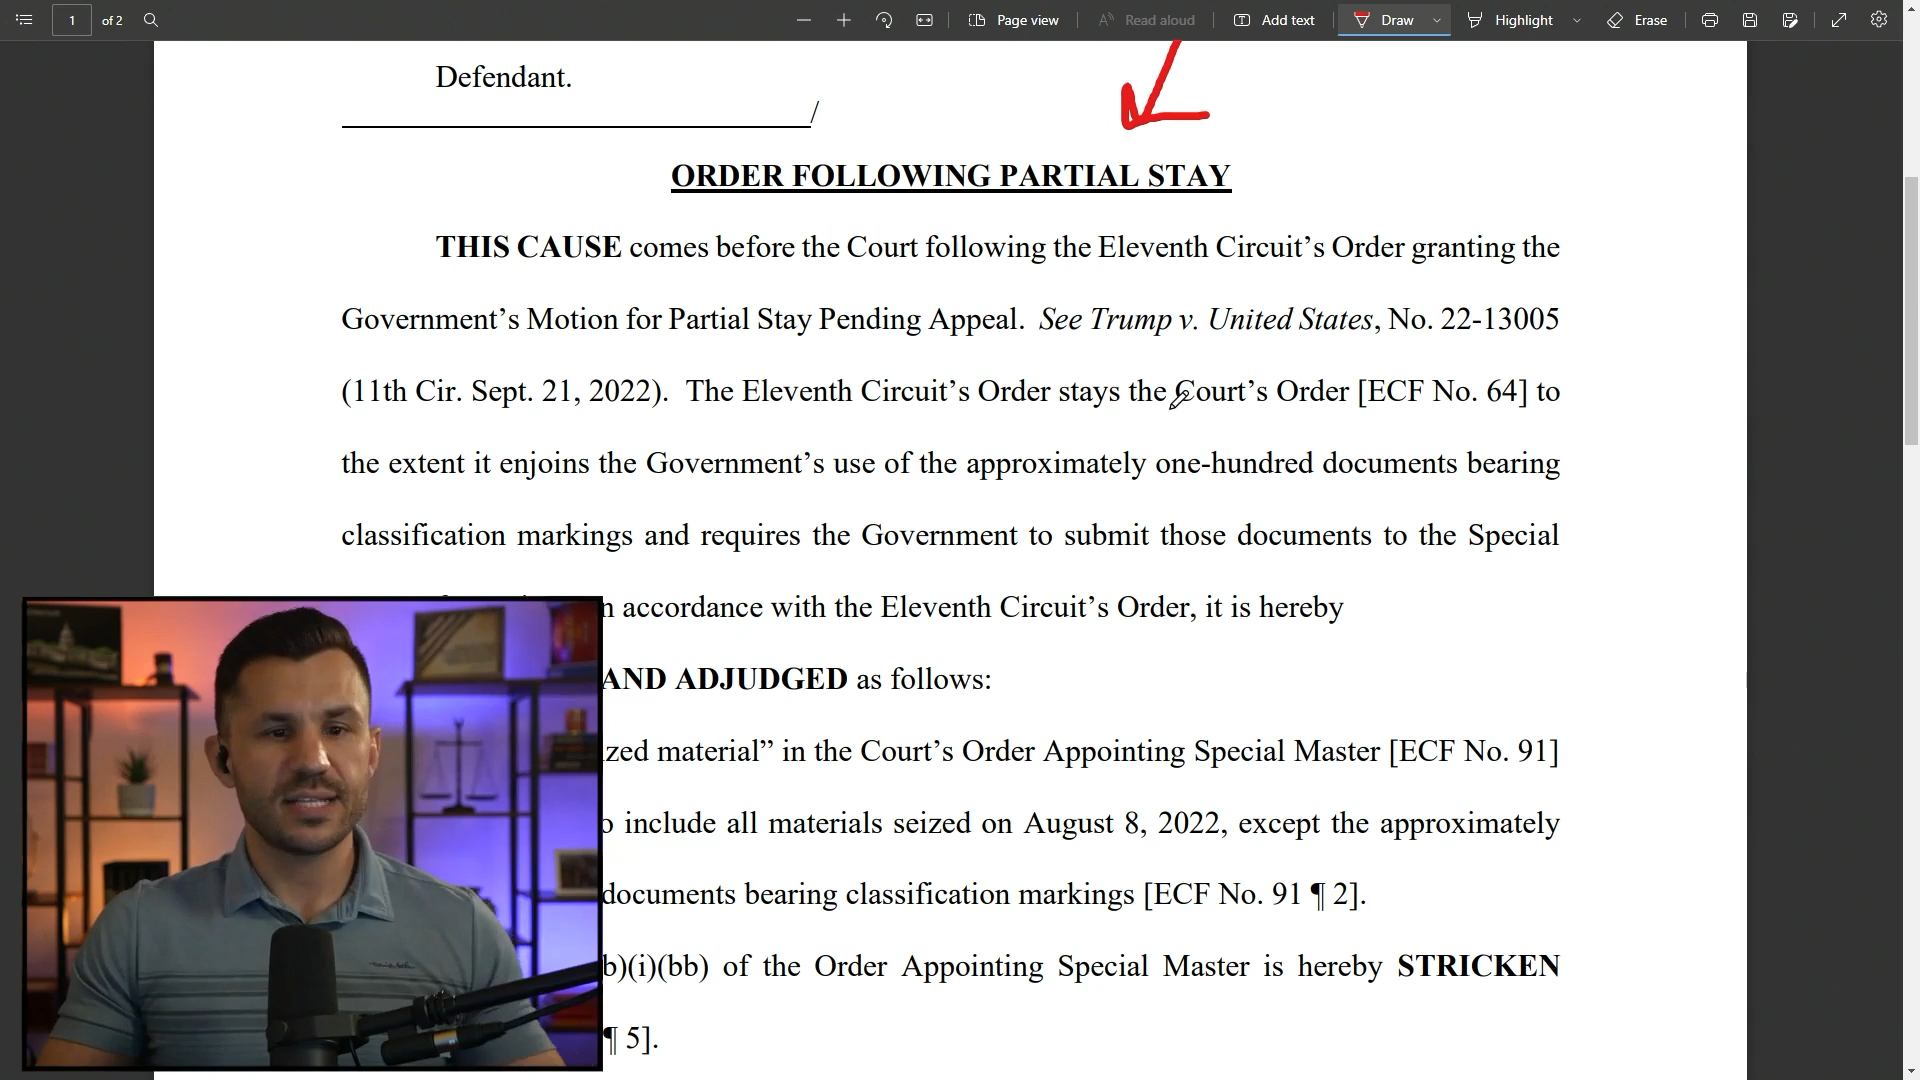 1 of 2 Page view Read aloud Add text Draw Highlight Erase
Defendant.
/
ORDER FOLLOWING PARTIAL STAY
THIS CAUSE comes before the Court following the Eleventh Circuit’s Order granting the
Government’s Motion for Partial Stay Pending Appeal. See Trump v. United States, No. 22-13005
(11th Cir. Sept. 21, 2022). The Eleventh Circuit’s Order stays the Court’s Order [ECF No. 64] to
the extent it enjoins the Government’s use of the approximately one-hundred documents bearing
classification markings and requires the Government to submit those documents to the Special
accordance with the Eleventh Circuit’s Order, it is hereby
AND ADJUDGED as follows:
zed material” in the Court’s Order Appointing Special Master [ECF No. 91]
include all materials seized on August 8, 2022, except the approximately
documents bearing classification markings [ECF No. 91 ¶ 2].
b)(i)(bb) of the Order Appointing Special Master is hereby STRICKEN
¶ 5].